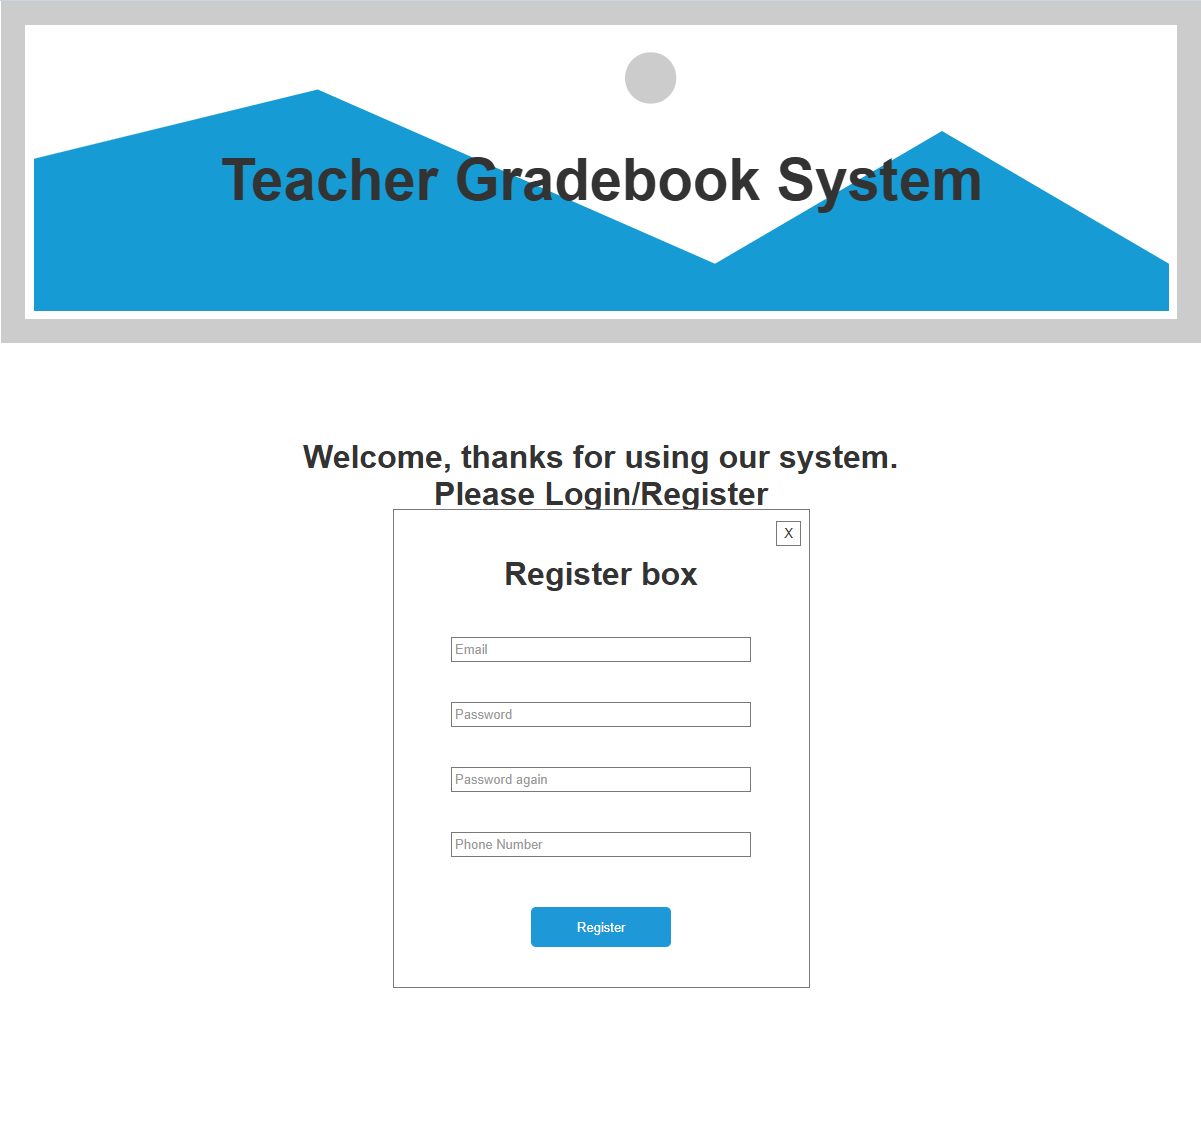 Teacher Gradebook System
Welcome, thanks for using our system.
Please Login/Register
X
Register box
Email
Password
Password again
Phone Number
Register